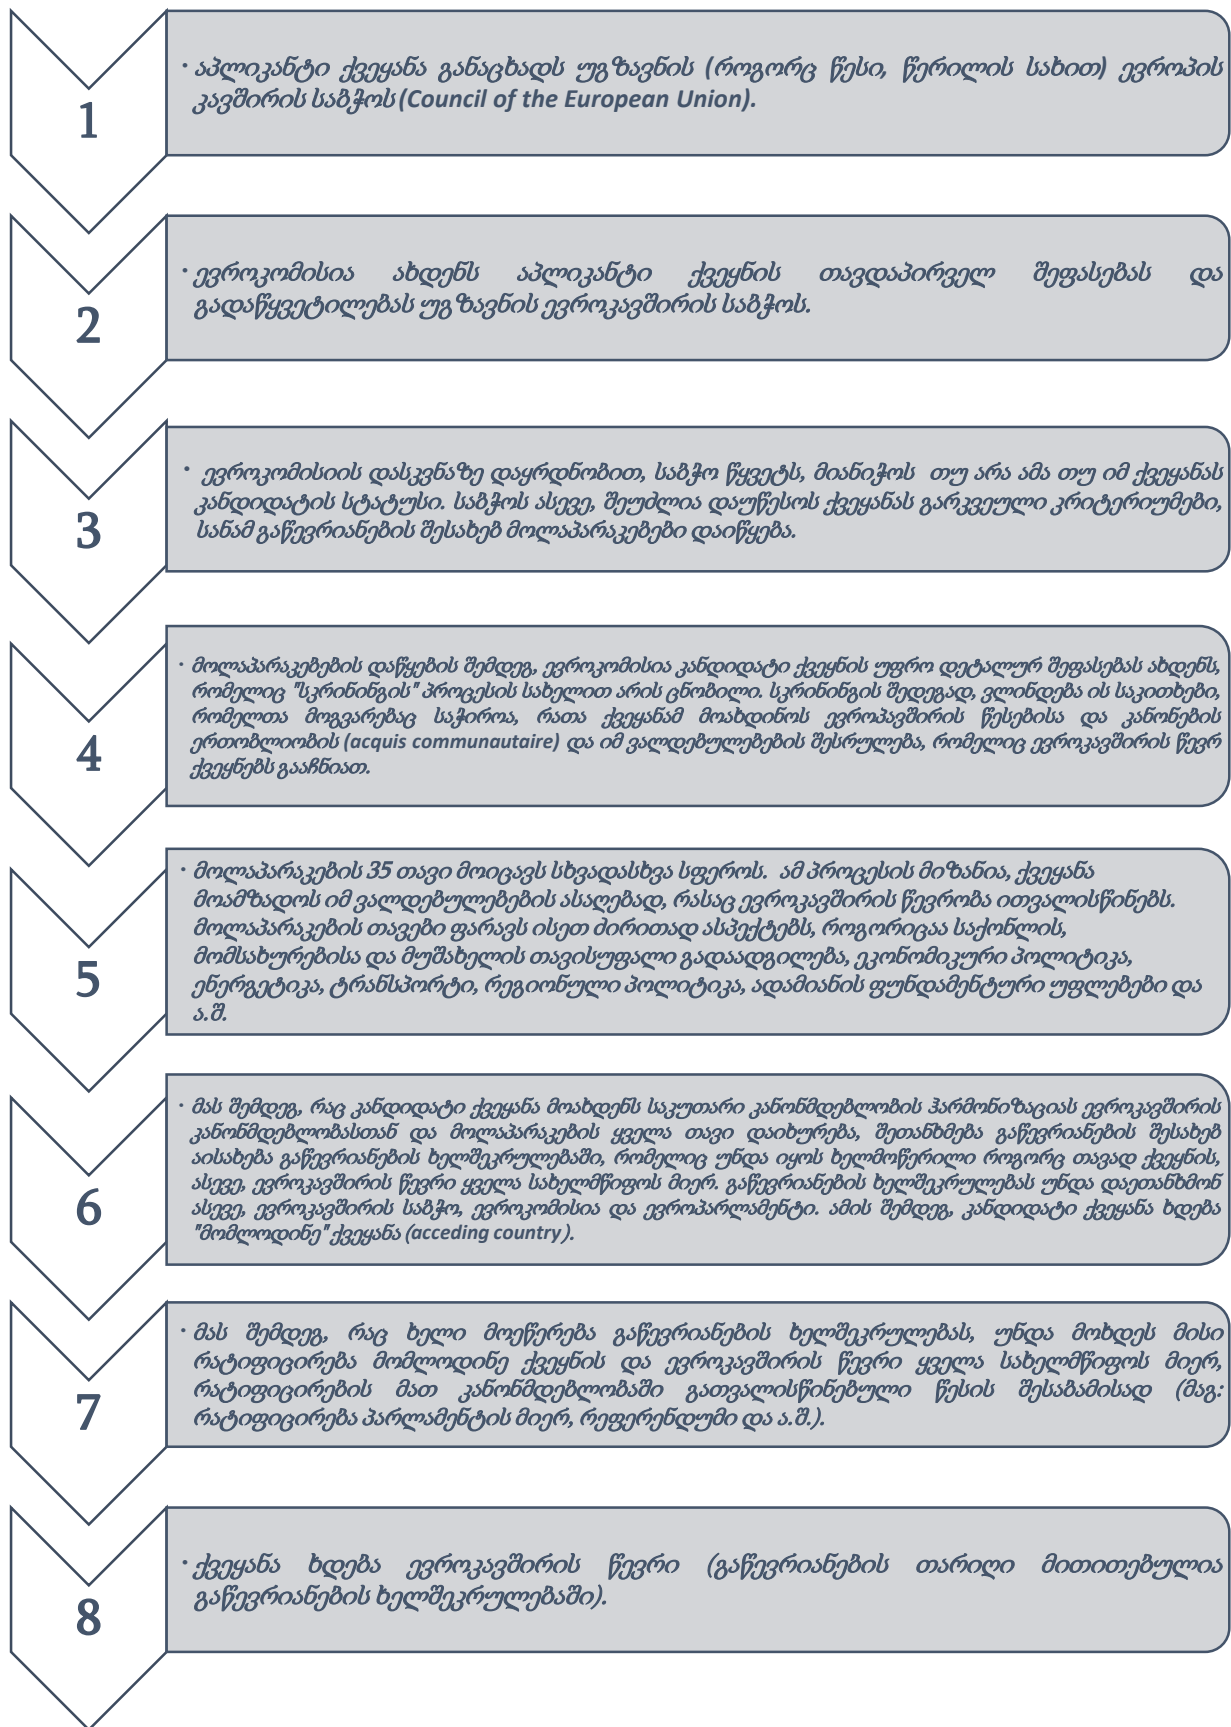 1
· აპლიკანტი ქვეყანა განაცხადს უგზავნის (როგორც წესი, წერილის სახით) ევროპის
კავშირის საბჭოს (Council of the European Union).
2
· ევროკომისია ახდენს აპლიკანტი ქვეყნის თავდაპირველ შეფასებას და
გადაწყვეტილებას უგზავნის ევროკავშირის საბჭოს.
3
· ევროკომისიის დასკვნაზე დაყრდნობით, საბჭო წყვეტს, მიანიჭოს თუ არა ამა თუ იმ ქვეყანას
კანდიდატის სტატუსი. საბჭოს ასევე, შეუძლია დაუწესოს ქვეყანას გარკვეული კრიტერიუმები,
სანამ გაწევრიანების შესახებ მოლაპარაკებები დაიწყება.
4
· მოლაპარაკებების დაწყების შემდეგ, ევროკომისია კანდიდატი ქვეყნის უფრო დეტალურ შეფასებას ახდენს,
რომელიც "სკრინინგის" პროცესის სახელით არის ცნობილი. სკრინინგის შედეგად, ვლინდება ის საკითხები,
რომელთა მოგვარებაც საჭიროა, რათა ქვეყანამ მოახდინოს ევროპავშირის წესებისა და კანონების
ერთობლიობის (acquis communautaire) და იმ ვალდებულებების შესრულება, რომელიც ევროკავშირის წევრ
ქვეყნებს გააჩნიათ.
5
· მოლაპარაკების 35 თავი მოიცავს სხვადასხვა სფეროს. ამ პროცესის მიზანია, ქვეყანა
მოამზადოს იმ ვალდებულებების ასაღებად, რასაც ევროკავშირის წევრობა ითვალისწინებს.
მოლაპარაკების თავები ფარავს ისეთ ძირითად ასპექტებს, როგორიცაა საქონლის,
მომსახურებისა და მუშახელის თავისუფალი გადაადგილება, ეკონომიკური პოლიტიკა,
ენერგეტიკა, ტრანსპორტი, რეგიონული პოლიტიკა, ადამიანის ფუნდამენტური უფლებები და
ა.შ.
6
· მას შემდეგ, რაც კანდიდატი ქვეყანა მოახდენს საკუთარი კანონმდებლობის ჰარმონიზაციას ევროკავშირის
კანონმდებლობასთან და მოლაპარაკების ყველა თავი დაიხურება, შეთანხმება გაწევრიანების შესახებ
აისახება გაწევრიანების ხელშეკრულებაში, რომელიც უნდა იყოს ხელმოწერილი როგორც თავად ქვეყნის,
ასევე, ევროკავშირის წევრი ყველა სახელმწიფოს მიერ. გაწევრიანების ხელშეკრულებას უნდა დაეთანხმონ
ასევე, ევროკავშირის საბჭო, ევროკომისია და ევროპარლამენტი. ამის შემდეგ, კანდიდატი ქვეყანა ხდება
"მომლოდინე" ქვეყანა (acceding country).
7
· მას შემდეგ, რაც ხელი მოეწერება გაწევრიანების ხელშეკრულებას, უნდა მოხდეს მისი
რატიფიცირება მომლოდინე ქვეყნის და ევროკავშირის წევრი ყველა სახელმწიფოს მიერ,
რატიფიცირების მათ კანონმდებლობაში გათვალისწინებული წესის შესაბამისად (მაგ:
რატიფიცირება პარლამენტის მიერ, რეფერენდუმი და ა.შ.).
8
· ქვეყანა ხდება ევროკავშირის წევრი (გაწევრიანების თარიღი მითითებულია
გაწევრიანების ხელშეკრულებაში).